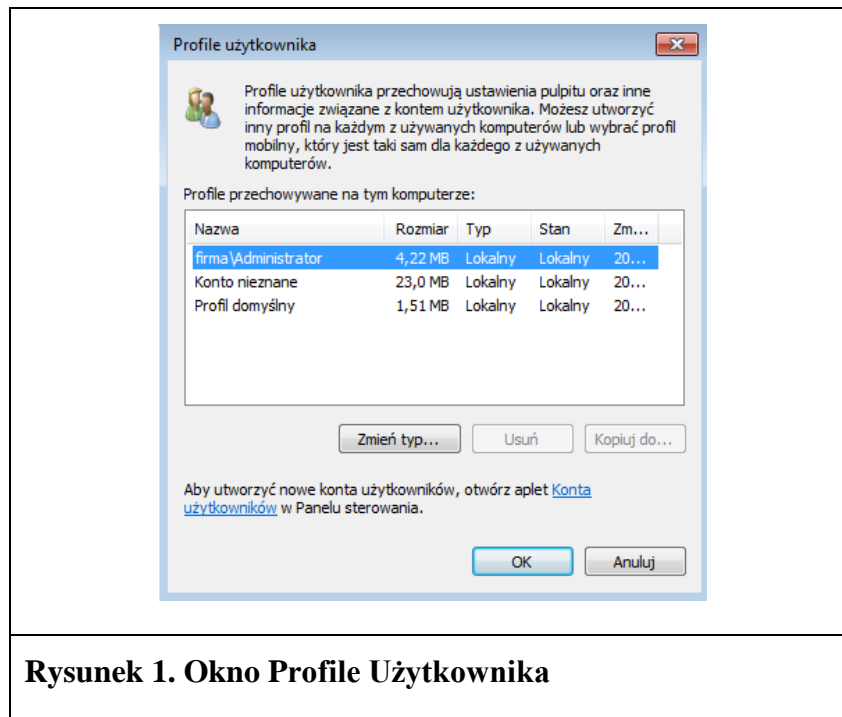 Profile użytkownika
Profile użytkownika przechowują ustawienia pulpitu oraz inne
informacje związane z kontem użytkownika. Możesz utworzyć
inny profil na każdym z używanych komputerów lub wybrać profil
mobilny, który jest taki sam dla każdego z używanych
komputerów.
Profile przechowywane na tym komputerze:
Nazwa Rozmiar Typ Stan Zm...
firma\Administrator 4,22 MB Lokalny Lokalny 20...
Konto nieznane 23,0 MB Lokalny Lokalny 20...
Profil domyślny 1,51 MB Lokalny Lokalny 20...
Zmień typ... Usuń Kopiuj do...
Aby utworzyć nowe konta użytkowników, otwórz aplet Konta
użytkowników w Panelu sterowania.
OK Anuluj
Rysunek 1. Okno Profile Użytkownika